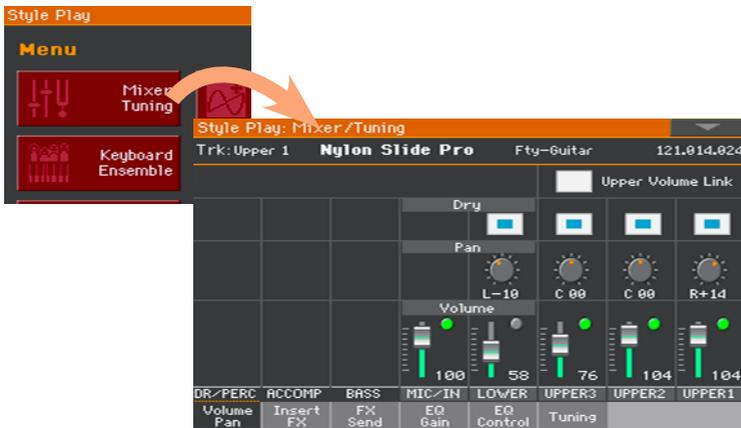 Style Play
Menu
Mixer
Tuning
Keyboard
Ensemble
Style Play: Mixer/Tuning
Trk: Upper 1 Nylon Slide Pro Fty-Guitar 121.014.024
Upper Volume Link
Dry
Pan
L-10 C 00 C 00 R+14
Volume
100 58 76 104 104
DR/PERC ACCOMP BASS MIC/IN LOWER UPPER3 UPPER2 UPPER1
Volume
Pan
Insert
FX
FX
Send
EQ
Gain
EQ
Control
Tuning